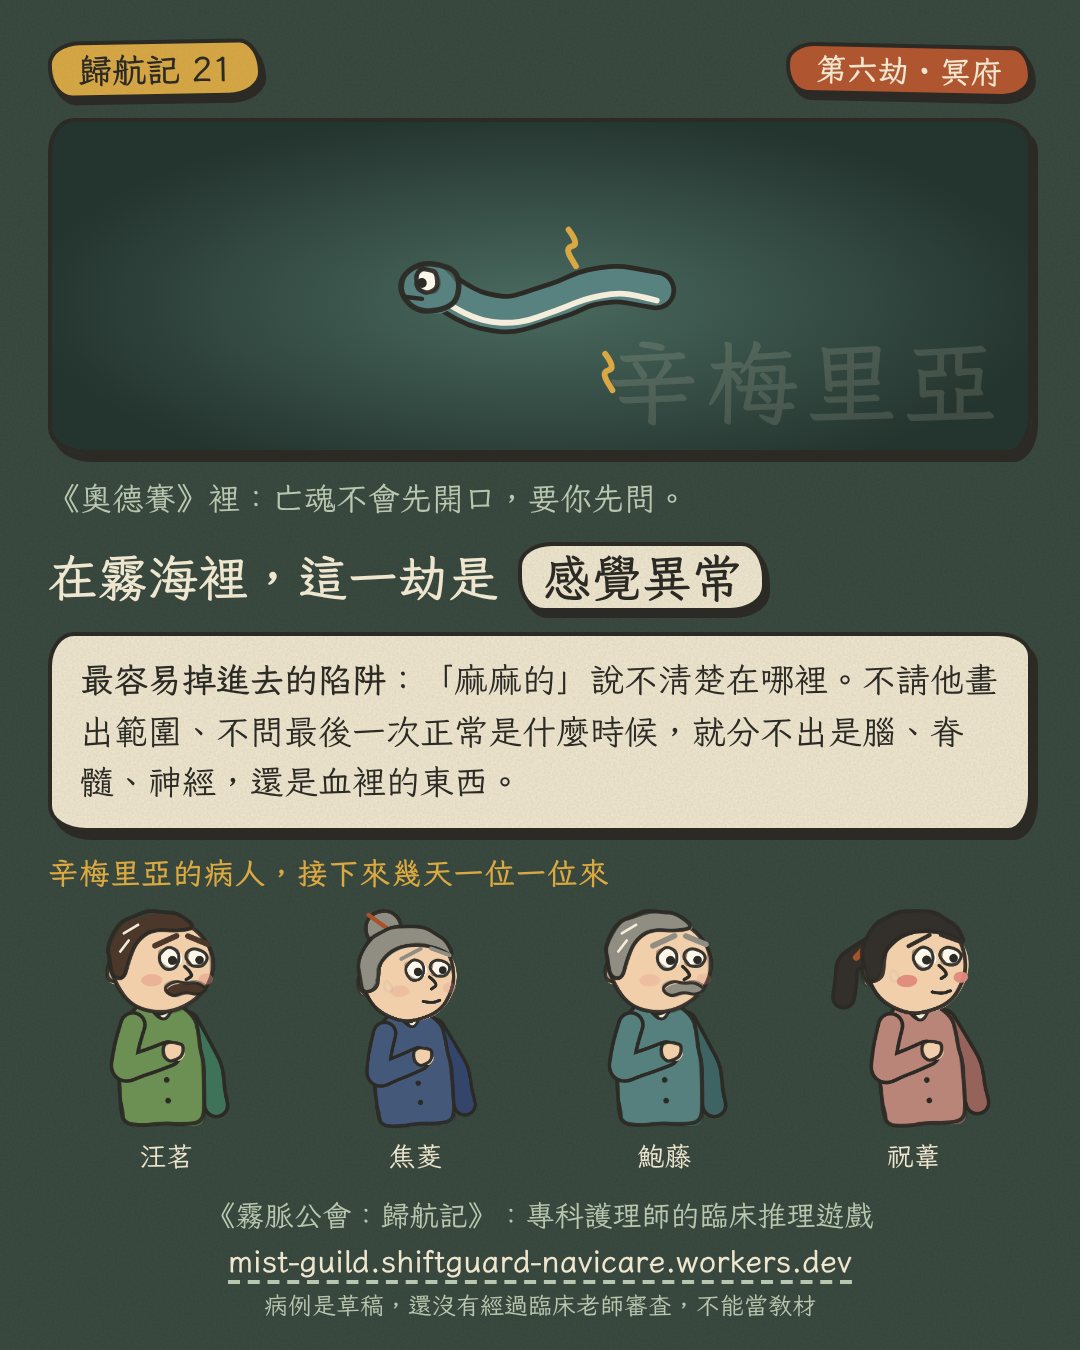 歸航記 21
第六劫・冥府
辛梅里亞
《奧德賽》裡：亡魂不會先開口，要你先問。
在霧海裡，這一劫是 感覺異常
最容易掉進去的陷阱：「麻麻的」說不清楚在哪裡。不請他畫
出範圍、不問最後一次正常是什麼時候，就分不出是腦、脊
髓、神經，還是血裡的東西。
辛梅里亞的病人，接下來幾天一位一位來
汪茗
焦菱
鮑藤
祝葦
《霧脈公會：歸航記》：專科護理師的臨床推理遊戲
mist-guild.shiftguard-navicare.workers.dev
病例是草稿，還沒有經過臨床老師審查，不能當教材